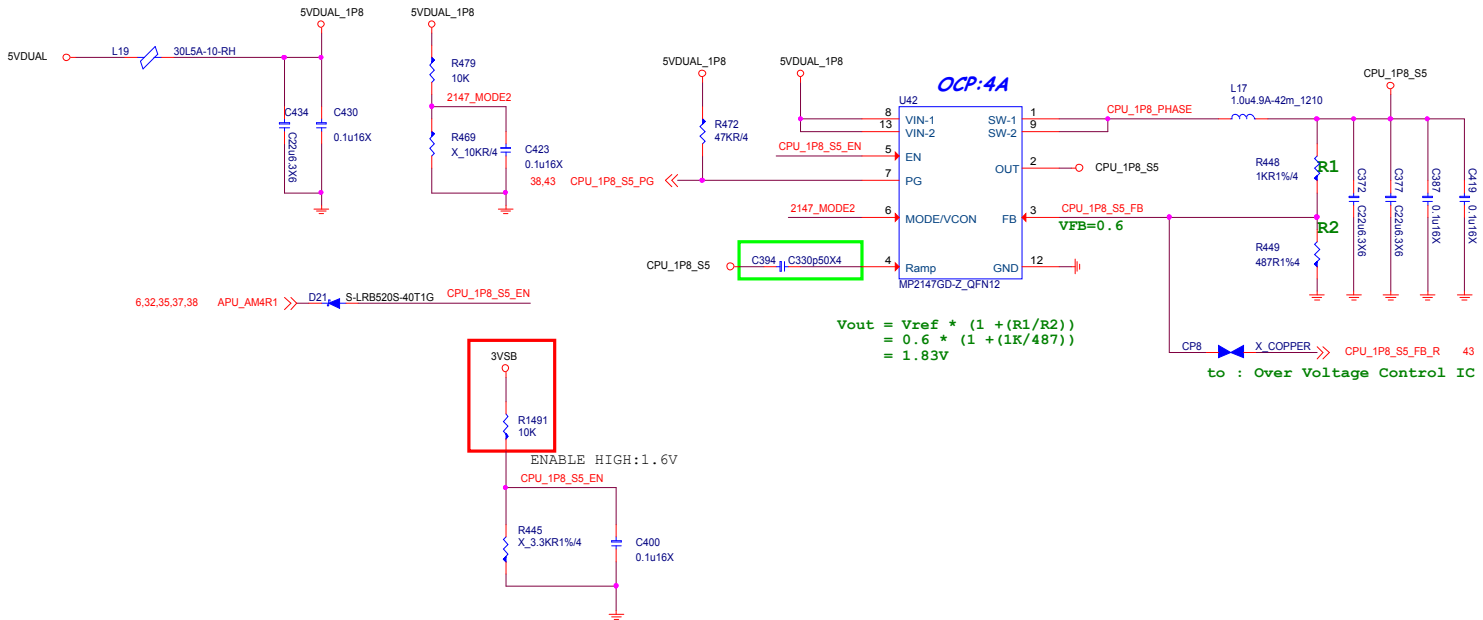 5VDUAL
L19
30L5A-10-RH
5VDUAL_1P8
C434
C22u6.3X6
C430
0.1u16X
5VDUAL_1P8
R479
10K
2147_MODE2
R469
X_10KR/4
C423
0.1u16X
5VDUAL_1P8
R472
47KR/4
38,43 CPU_1P8_S5_PG
5VDUAL_1P8
OCP:4A
U42
8 VIN-1
13 VIN-2
CPU_1P8_S5_EN
5 EN
7 PG
2147_MODE2
6 MODE/VCON
CPU_1P8_S5
C394 C330p50X4
4 Ramp
SW-1 1
SW-2 9
OUT 2
CPU_1P8_S5
FB 3
GND 12
MP2147GD-Z_QFN12
CPU_1P8_PHASE
L17
1.0u4.9A-42m_1210
CPU_1P8_S5
CPU_1P8_S5_FB
VFB=0.6
R448
1KR1%/4
R1
R2
R449
487R1%4
C372
C22u6.3X6
C377
C22u6.3X6
C387
0.1u16X
C419
0.1u16X
CP8
X_COPPER
CPU_1P8_S5_FB_R 43
to : Over Voltage Control IC
Vout = Vref * (1 +(R1/R2))
= 0.6 * (1 +(1K/487))
= 1.83V
6,32,35,37,38 APU_AM4R1
D21
S-LRB520S-40T1G
CPU_1P8_S5_EN
3VSB
R1491
10K
ENABLE HIGH:1.6V
CPU_1P8_S5_EN
R445
X_3.3KR1%/4
C400
0.1u16X